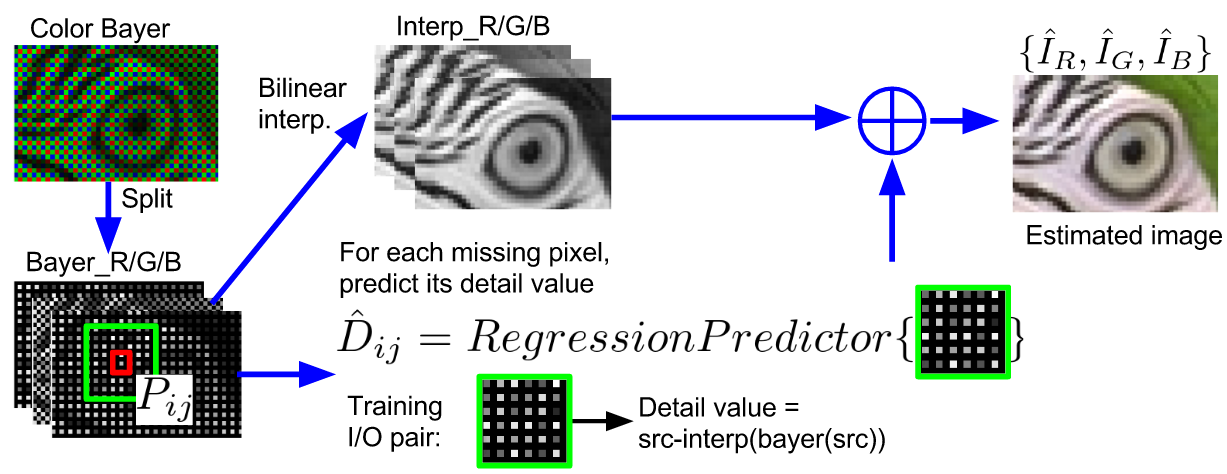 Color Bayer
Split
Bayer_R/G/B
P_{ij}
Bilinear
interp.
Interp_R/G/B
For each missing pixel,
predict its detail value
\hat{D}_{ij} = RegressionPredictor{ }
Training
I/O pair:
Detail value =
src-interp(bayer(src))
{\hat{I}_R, \hat{I}_G, \hat{I}_B}
Estimated image